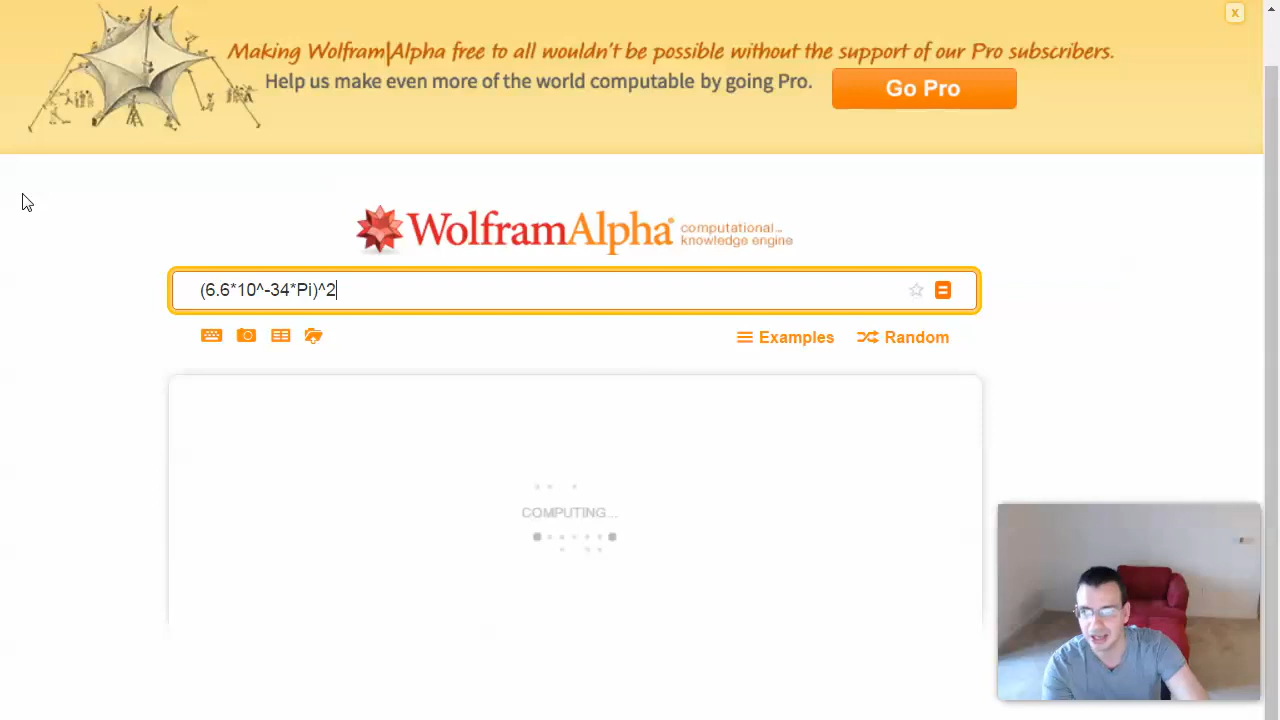 x
Making Wolfram|Alpha free to all wouldn't be possible without the support of our Pro subscribers.
Help us make even more of the world computable by going Pro.
Go Pro
WolframAlpha computational...
knowledge engine
(6.6*10^-34*Pi)^2
Examples
Random
COMPUTING...